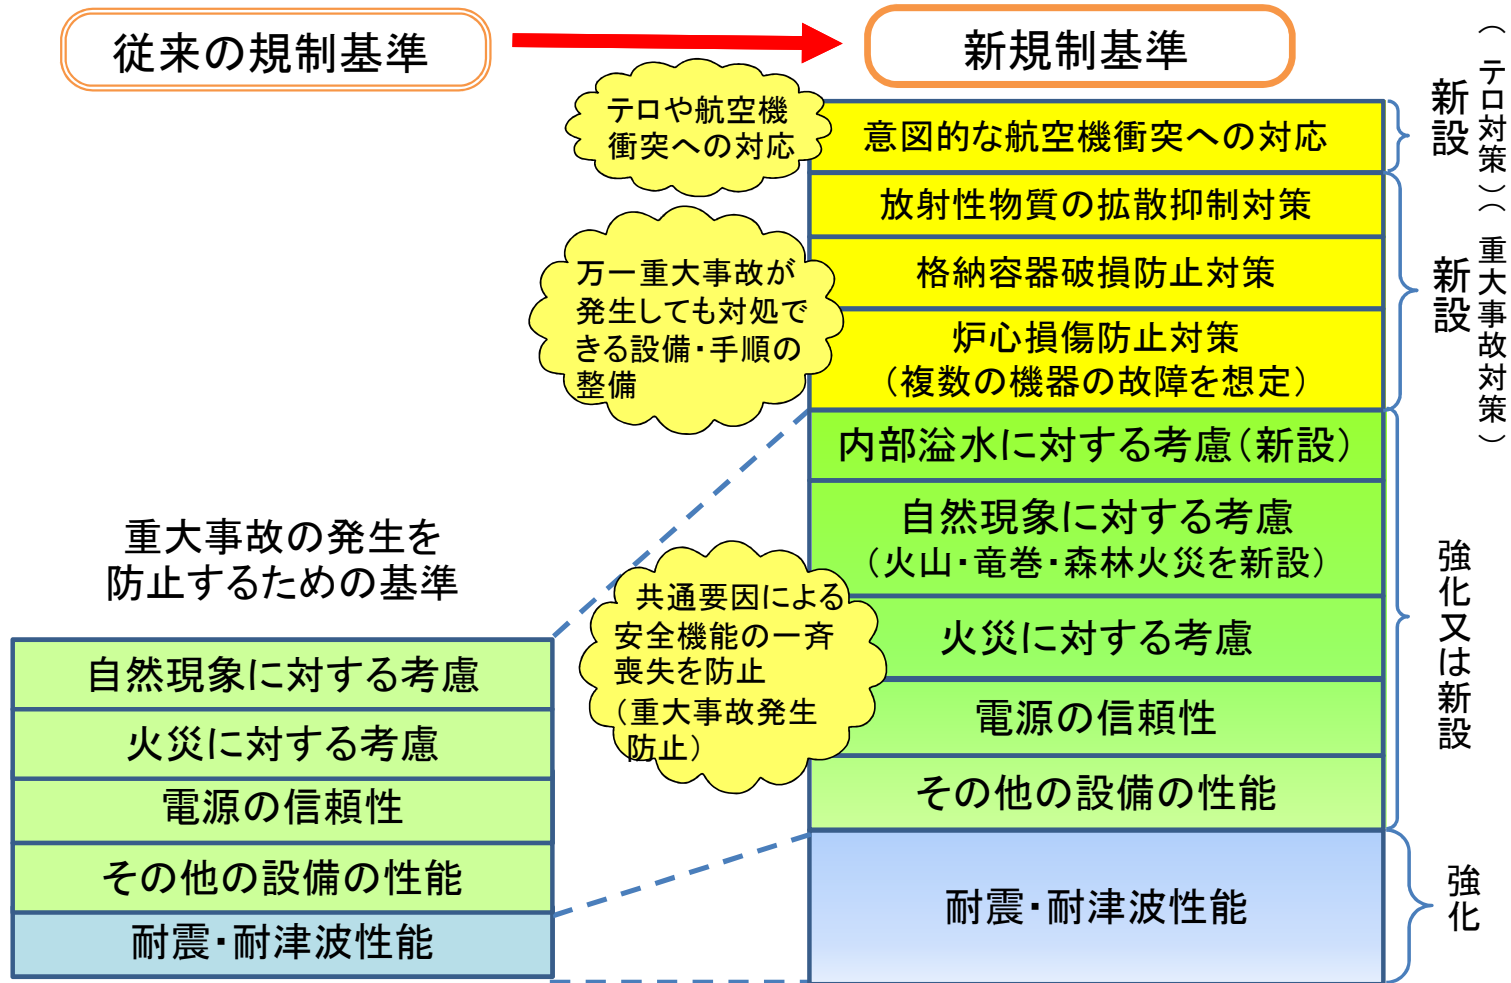 従来の規制基準
新規制基準
重大事故の発生を
防止するための基準
自然現象に対する考慮
火災に対する考慮
電源の信頼性
その他の設備の性能
耐震・耐津波性能
テロや航空機
衝突への対応
万一重大事故が
発生しても対処で
きる設備・手順の
整備
共通要因による
安全機能の一斉
喪失を防止
（重大事故発生
防止）
意図的な航空機衝突への対応
放射性物質の拡散抑制対策
格納容器破損防止対策
炉心損傷防止対策
（複数の機器の故障を想定）
内部溢水に対する考慮（新設）
自然現象に対する考慮
（火山・竜巻・森林火災を新設）
火災に対する考慮
電源の信頼性
その他の設備の性能
耐震・耐津波性能
新設
（テロ対策）
新設
（重大事故対策）
強化又は新設
強化